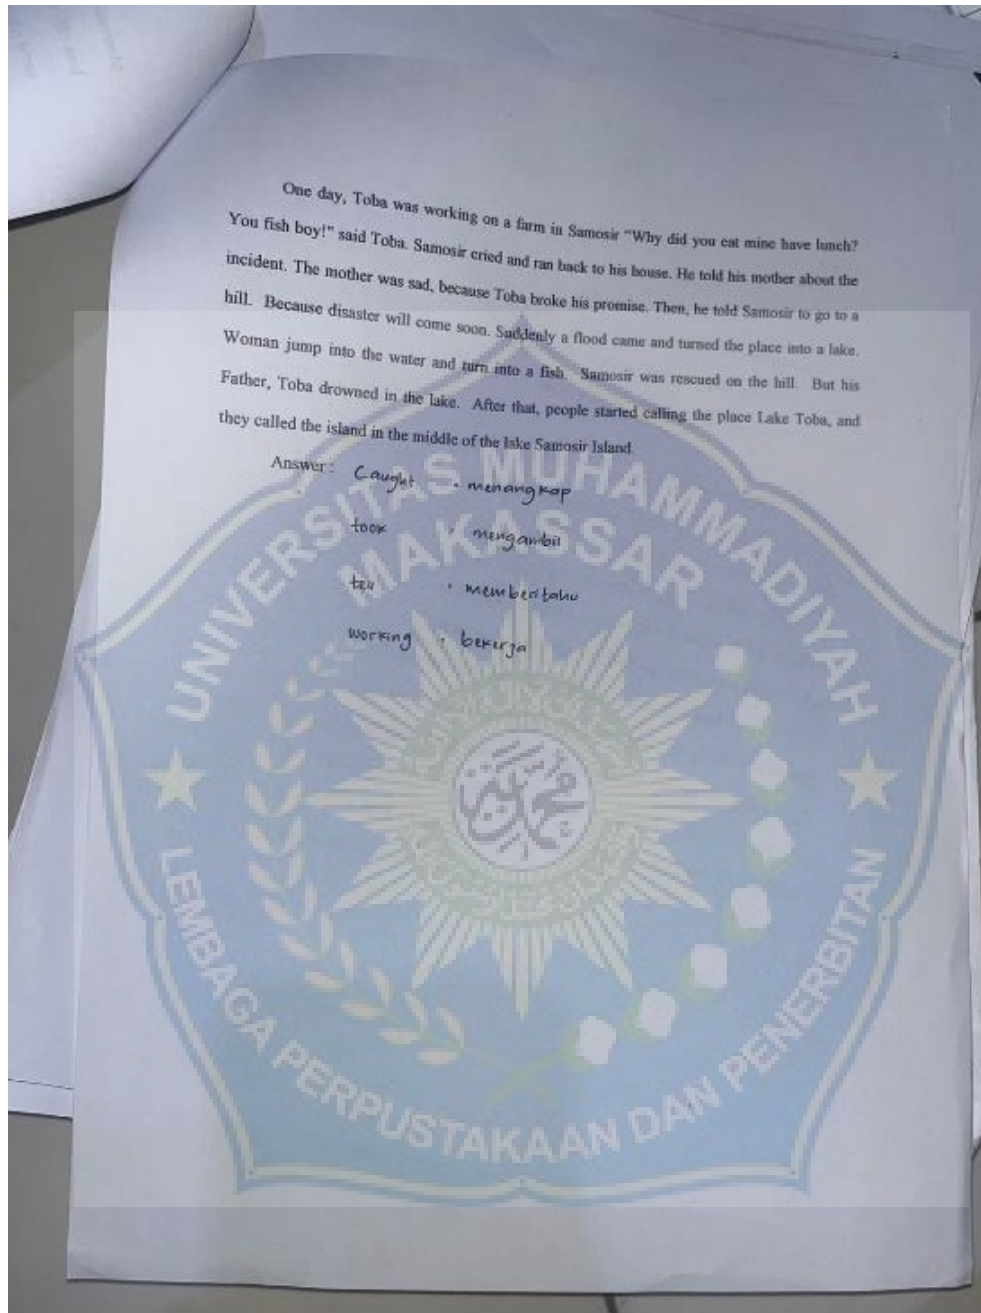 One day, Toba was working on a farm in Samosir “Why did you eat mine have lunch?
You fish boy!” said Toba. Samosir cried and ran back to his house. He told his mother about the
incident. The mother was sad, because Toba broke his promise. Then, he told Samosir to go to a
hill. Because disaster will come soon. Suddenly a flood came and turned the place into a lake.
Woman jump into the water and turn into a fish. Samosir was rescued on the hill. But his
Father, Toba drowned in the lake. After that, people started calling the place Lake Toba, and
they called the island in the middle of the lake Samosir Island.
Answer : Caught . menangkap
took . mengambil
tell . memberitahu
working . bekerja
UNIVERSITAS MUHAMMADIYAH
MAKASSAR
محمد
LEMBAGA PERPUSTAKAAN DAN PENERBITAN